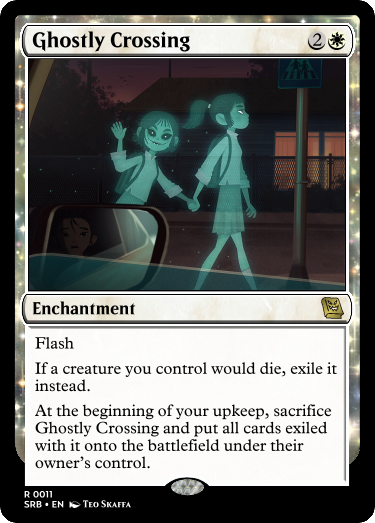 Ghostly Crossing 2
Enchantment
Flash
If a creature you control would die, exile it
instead.
At the beginning of your upkeep, sacrifice
Ghostly Crossing and put all cards exiled
with it onto the battlefield under their
owner's control.
R 0011
SRB • EN Teo Skaffa